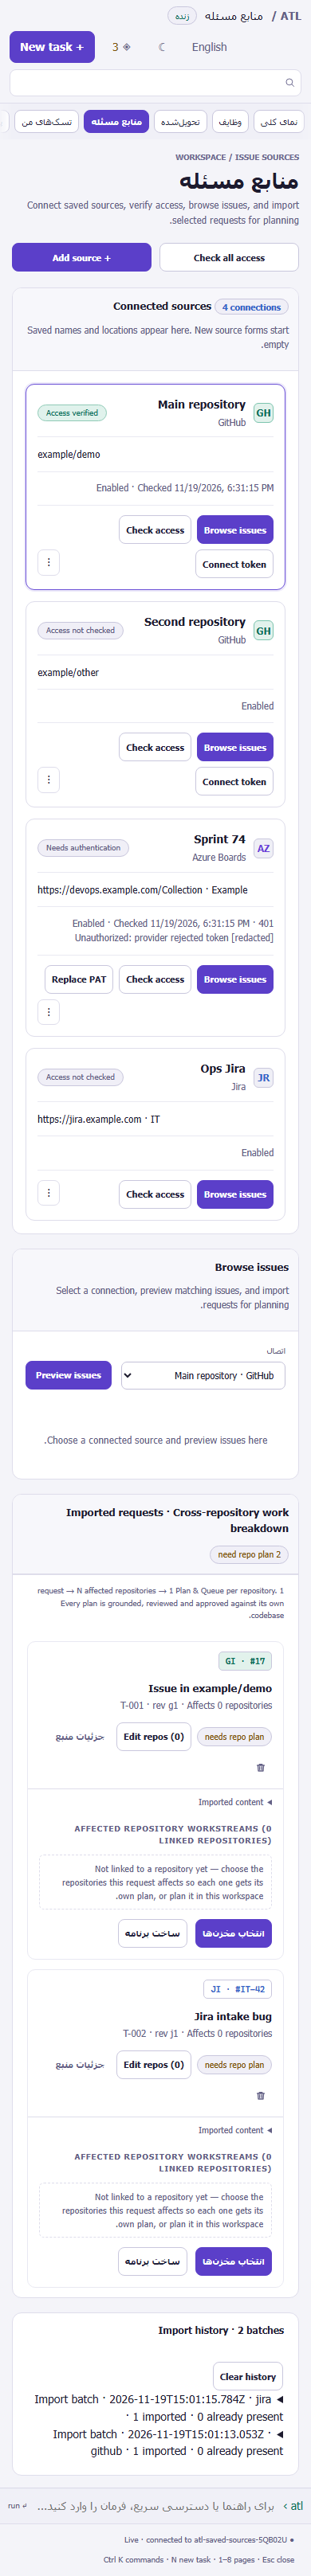 ATL / منابع مسئله زنده
New task +
3
English
نمای کلی
وظایف
تحویل‌شده
منابع مسئله
تسک‌های من
WORKSPACE / ISSUE SOURCES
منابع مسئله
Connect saved sources, verify access, browse issues, and import
selected requests for planning.
Add source +
Check all access
Connected sources 4 connections
Saved names and locations appear here. New source forms start
empty.
Main repository
GH
GitHub
Access verified
example/demo
Enabled · Checked 11/19/2026, 6:31:15 PM
Check access
Browse issues
Connect token
Second repository
GH
GitHub
Access not checked
example/other
Enabled
Check access
Browse issues
Connect token
Sprint 74
AZ
Azure Boards
Needs authentication
https://devops.example.com/Collection · Example
Enabled · Checked 11/19/2026, 6:31:15 PM · 401
Unauthorized: provider rejected token [redacted]
Replace PAT
Check access
Browse issues
Ops Jira
JR
Jira
Access not checked
https://jira.example.com · IT
Enabled
Check access
Browse issues
Browse issues
Select a connection, preview matching issues, and import
requests for planning.
اتصال
Preview issues
Main repository · GitHub
Choose a connected source and preview issues here.
Imported requests · Cross-repository work
breakdown
need repo plan 2
request → N affected repositories → 1 Plan & Queue per repository. 1
Every plan is grounded, reviewed and approved against its own
codebase.
GI · #17
Issue in example/demo
T-001 · rev g1 · Affects 0 repositories
جزئیات منبع
Edit repos (0)
needs repo plan
Imported content
AFFECTED REPOSITORY WORKSTREAMS (0
LINKED REPOSITORIES)
Not linked to a repository yet — choose the
repositories this request affects so each one gets its
own plan, or plan it in this workspace.
ساخت برنامه
انتخاب مخزن‌ها
JI · #IT-42
Jira intake bug
T-002 · rev j1 · Affects 0 repositories
جزئیات منبع
Edit repos (0)
needs repo plan
Imported content
AFFECTED REPOSITORY WORKSTREAMS (0
LINKED REPOSITORIES)
Not linked to a repository yet — choose the
repositories this request affects so each one gets its
own plan, or plan it in this workspace.
ساخت برنامه
انتخاب مخزن‌ها
Import history · 2 batches
Clear history
Import batch · 2026-11-19T15:01:15.784Z · jira
· 1 imported · 0 already present
Import batch · 2026-11-19T15:01:13.053Z ·
github · 1 imported · 0 already present
atl › برای راهنما یا دسترسی سریع، فرمان را وارد کنید... run ↵
Live · connected to atl-saved-sources-5QB02U
Ctrl K commands · N new task · 1–8 pages · Esc close